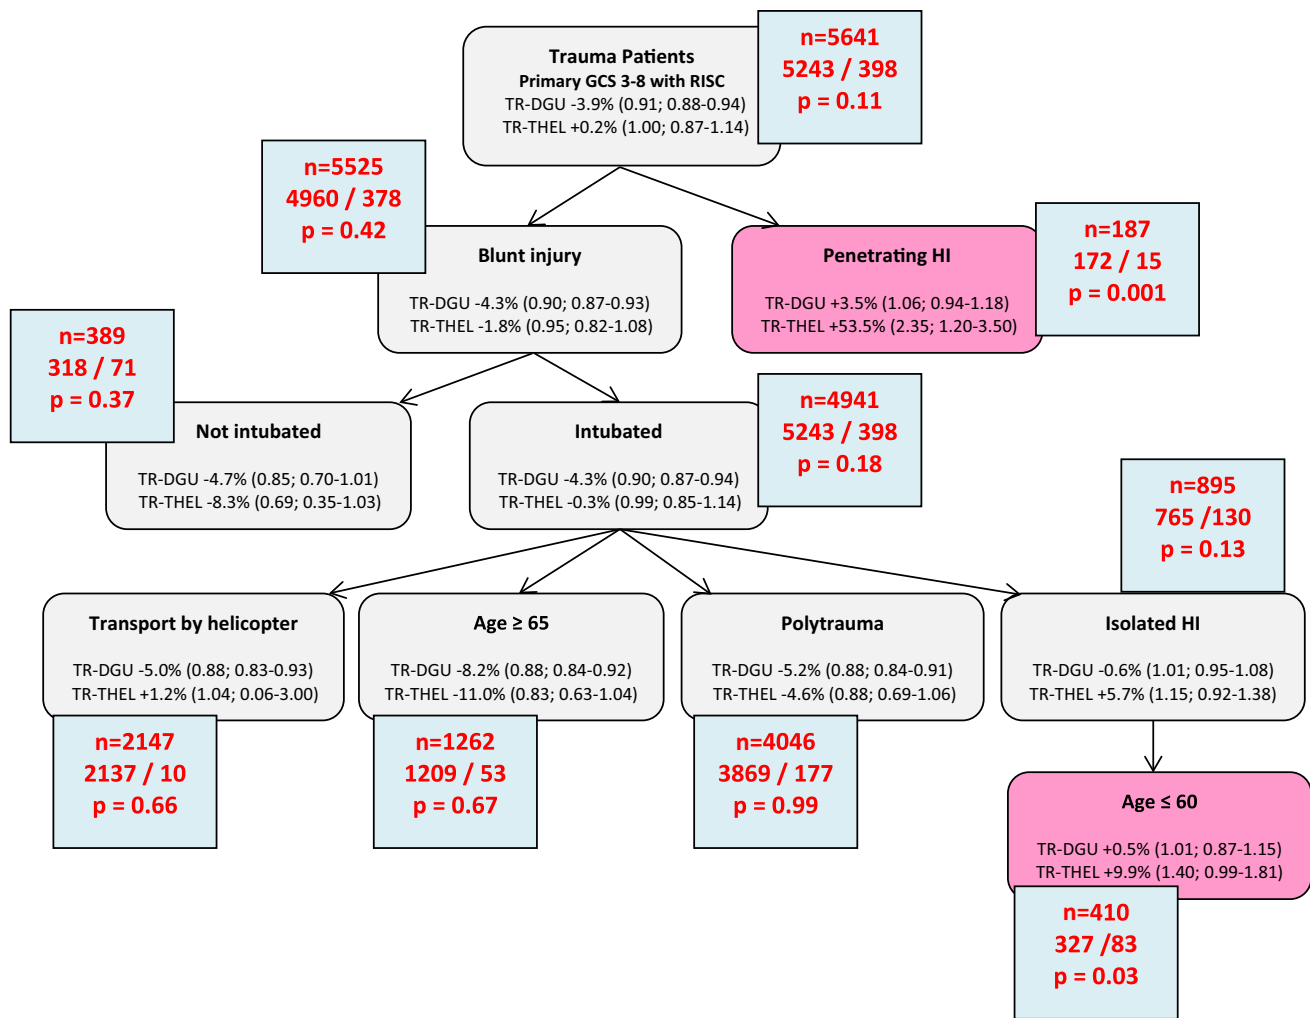 Trauma Patients
Primary GCS 3-8 with RISC
TR-DGU -3.9% (0.91; 0.88-0.94)
TR-THEL +0.2% (1.00; 0.87-1.14)
n=5641
5243 / 398
p = 0.11
n=5525
4960 / 378
p = 0.42
Blunt injury
TR-DGU -4.3% (0.90; 0.87-0.93)
TR-THEL -1.8% (0.95; 0.82-1.08)
Penetrating HI
TR-DGU +3.5% (1.06; 0.94-1.18)
TR-THEL +53.5% (2.35; 1.20-3.50)
n=187
172 / 15
p = 0.001
n=389
318 / 71
p = 0.37
Not intubated
TR-DGU -4.7% (0.85; 0.70-1.01)
TR-THEL -8.3% (0.69; 0.35-1.03)
Intubated
TR-DGU -4.3% (0.90; 0.87-0.94)
TR-THEL -0.3% (0.99; 0.85-1.14)
n=4941
5243 / 398
p = 0.18
n=895
765 /130
p = 0.13
Transport by helicopter
TR-DGU -5.0% (0.88; 0.83-0.93)
TR-THEL +1.2% (1.04; 0.06-3.00)
n=2147
2137 / 10
p = 0.66
Age ≥ 65
TR-DGU -8.2% (0.88; 0.84-0.92)
TR-THEL -11.0% (0.83; 0.63-1.04)
n=1262
1209 / 53
p = 0.67
Polytrauma
TR-DGU -5.2% (0.88; 0.84-0.91)
TR-THEL -4.6% (0.88; 0.69-1.06)
n=4046
3869 / 177
p = 0.99
Isolated HI
TR-DGU -0.6% (1.01; 0.95-1.08)
TR-THEL +5.7% (1.15; 0.92-1.38)
Age ≤ 60
TR-DGU +0.5% (1.01; 0.87-1.15)
TR-THEL +9.9% (1.40; 0.99-1.81)
n=410
327 /83
p = 0.03